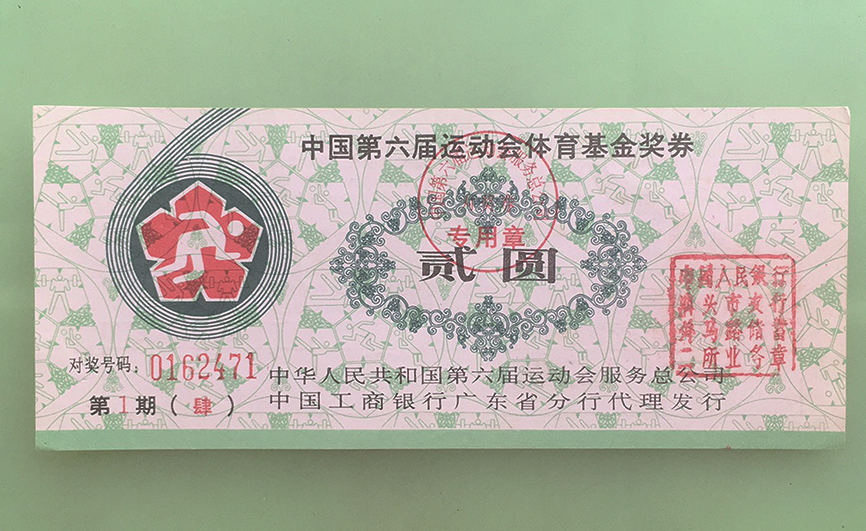 中国第六届运动会体育基金奖券
专用章
贰圆
对奖号码：0162471
第1期（肆）
中华人民共和国第六届运动会服务总公司
中国工商银行广东省分行代理发行